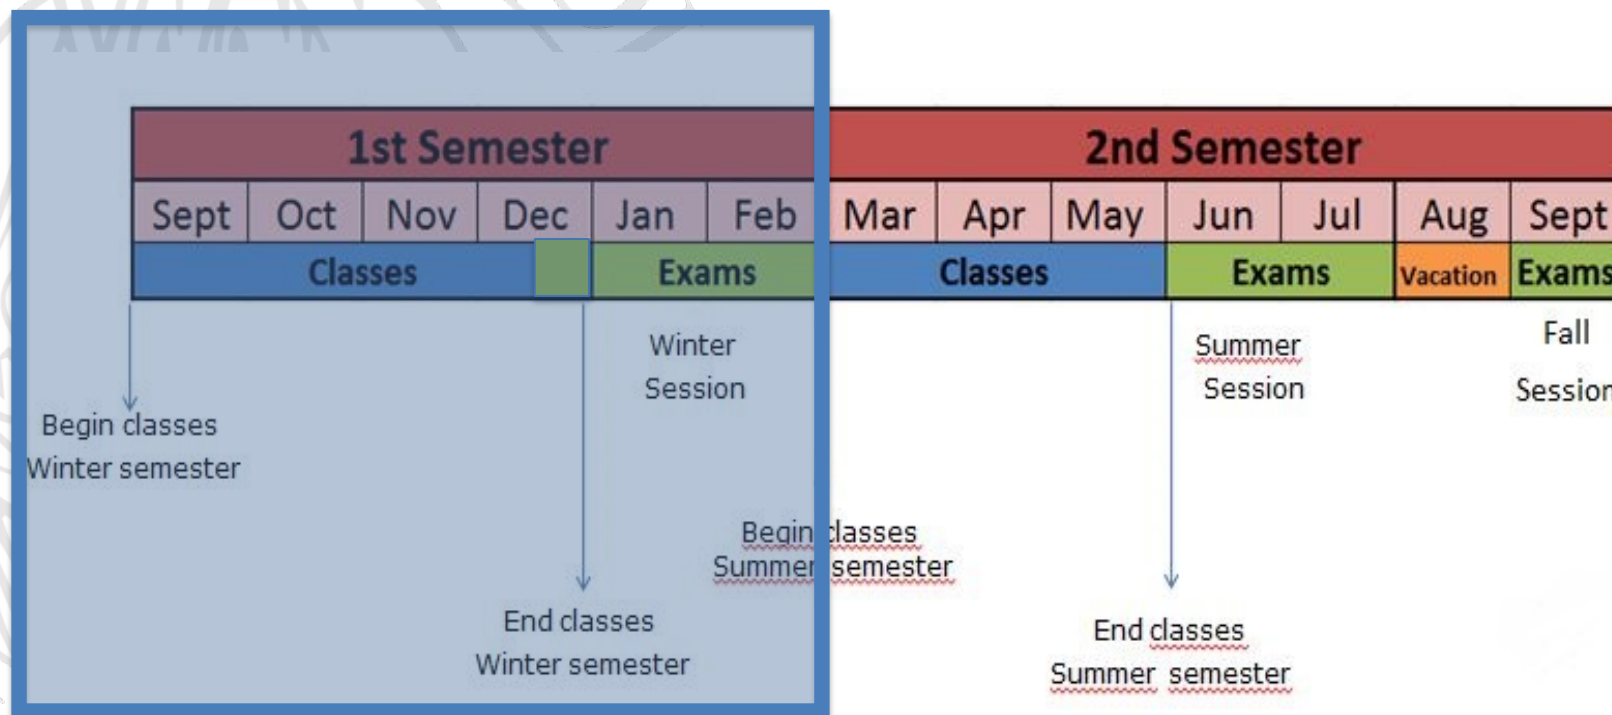 1st Semester 2nd Semester
Sept Oct Nov Dec Jan Feb Mar Apr May Jun Jul Aug Sept
Classes Exams Classes Exams Vacation Exams
Winter
Session
Summer
Session
Fall
Session
Begin classes
Winter semester
Begin classes
Summer semester
End classes
Winter semester
End classes
Summer semester